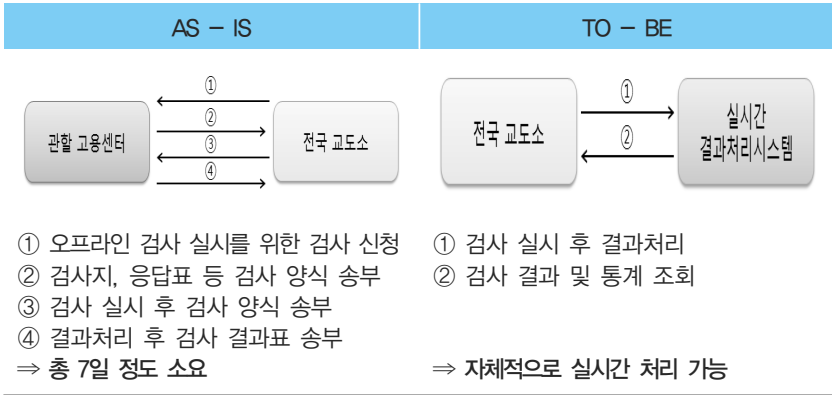 AS - IS
TO - BE
관할 고용센터
①
②
③
④
전국 교도소
전국 교도소
①
②
실시간
결과처리시스템
① 오프라인 검사 실시를 위한 검사 신청
② 검사지, 응답표 등 검사 양식 송부
③ 검사 실시 후 검사 양식 송부
④ 결과처리 후 검사 결과표 송부
⇒ 총 7일 정도 소요
① 검사 실시 후 결과처리
② 검사 결과 및 통계 조회
⇒ 자체적으로 실시간 처리 가능